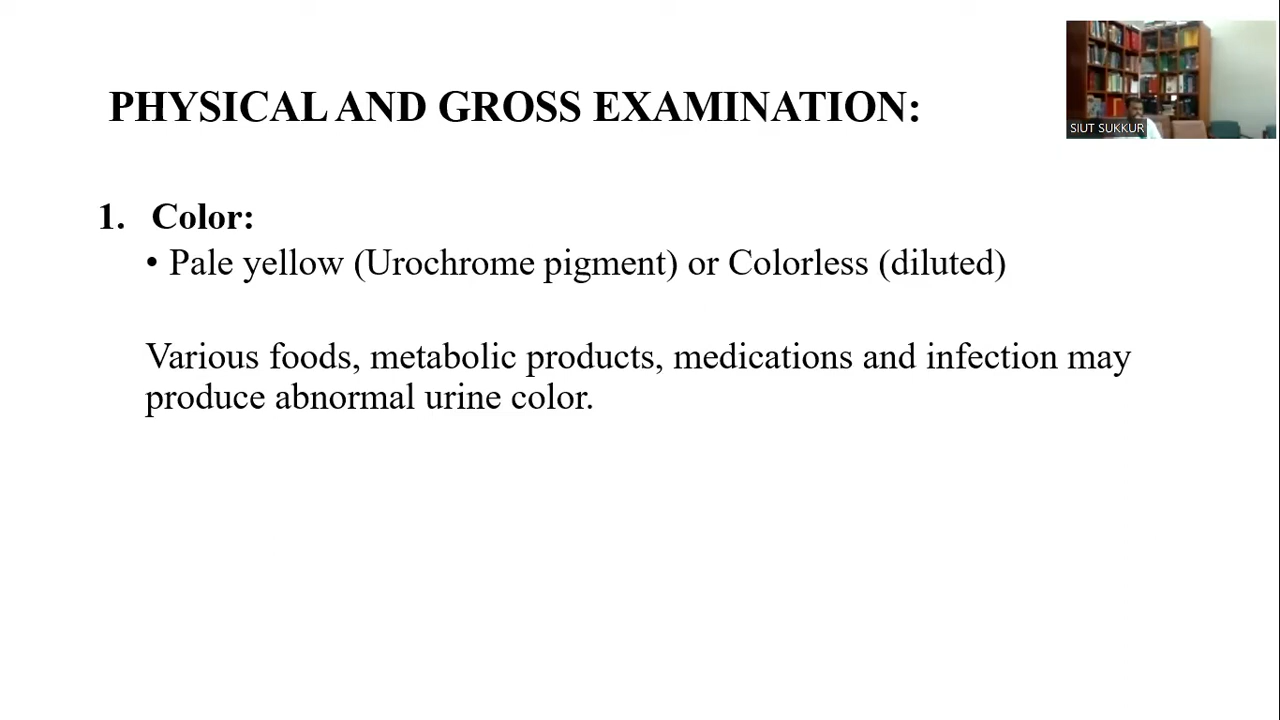 PHYSICAL AND GROSS EXAMINATION:
SIUT SUKKUR
1. Color:
• Pale yellow (Urochrome pigment) or Colorless (diluted)
Various foods, metabolic products, medications and infection may
produce abnormal urine color.